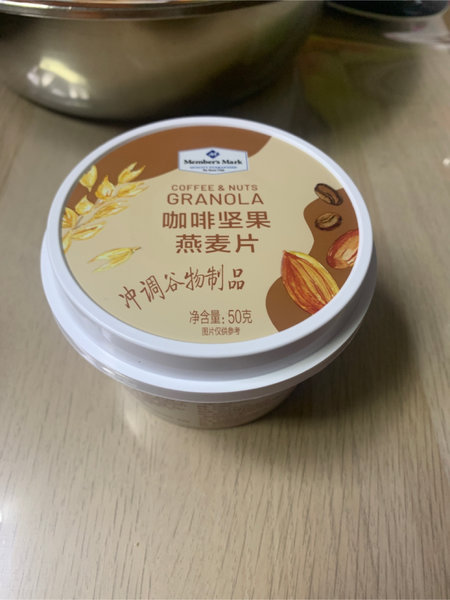 Member's Mark
COFFEE & NUTS
GRANOLA
咖啡坚果
燕麦片
冲调谷物制品
净含量: 50克
图片仅供参考